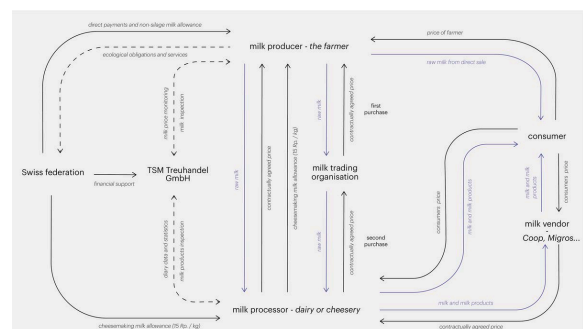 direct payments and non-silage milk allowance
milk producer - the farmer
price of farmer
ecological obligations and services
raw milk from direct sale
milk price monitoring
milk inspection
raw milk
contractually agreed price
cheesemaking milk allowance (15 Rp. / kg)
raw milk
contractually agreed price
first
purchase
consumer
Swiss federation
financial support
TSM Treuhandel
GmbH
milk trading
organisation
consumers price
milk and milk products
milk and milk
products
consumers price
milk vendor
-
Coop, Migros...
diary data and statistics
milk products inspection
raw milk
contractually agreed price
second
purchase
milk processor - dairy or cheesery
milk and milk products
cheesemaking milk allowance (15 Rp. / kg)
contractually agreed price